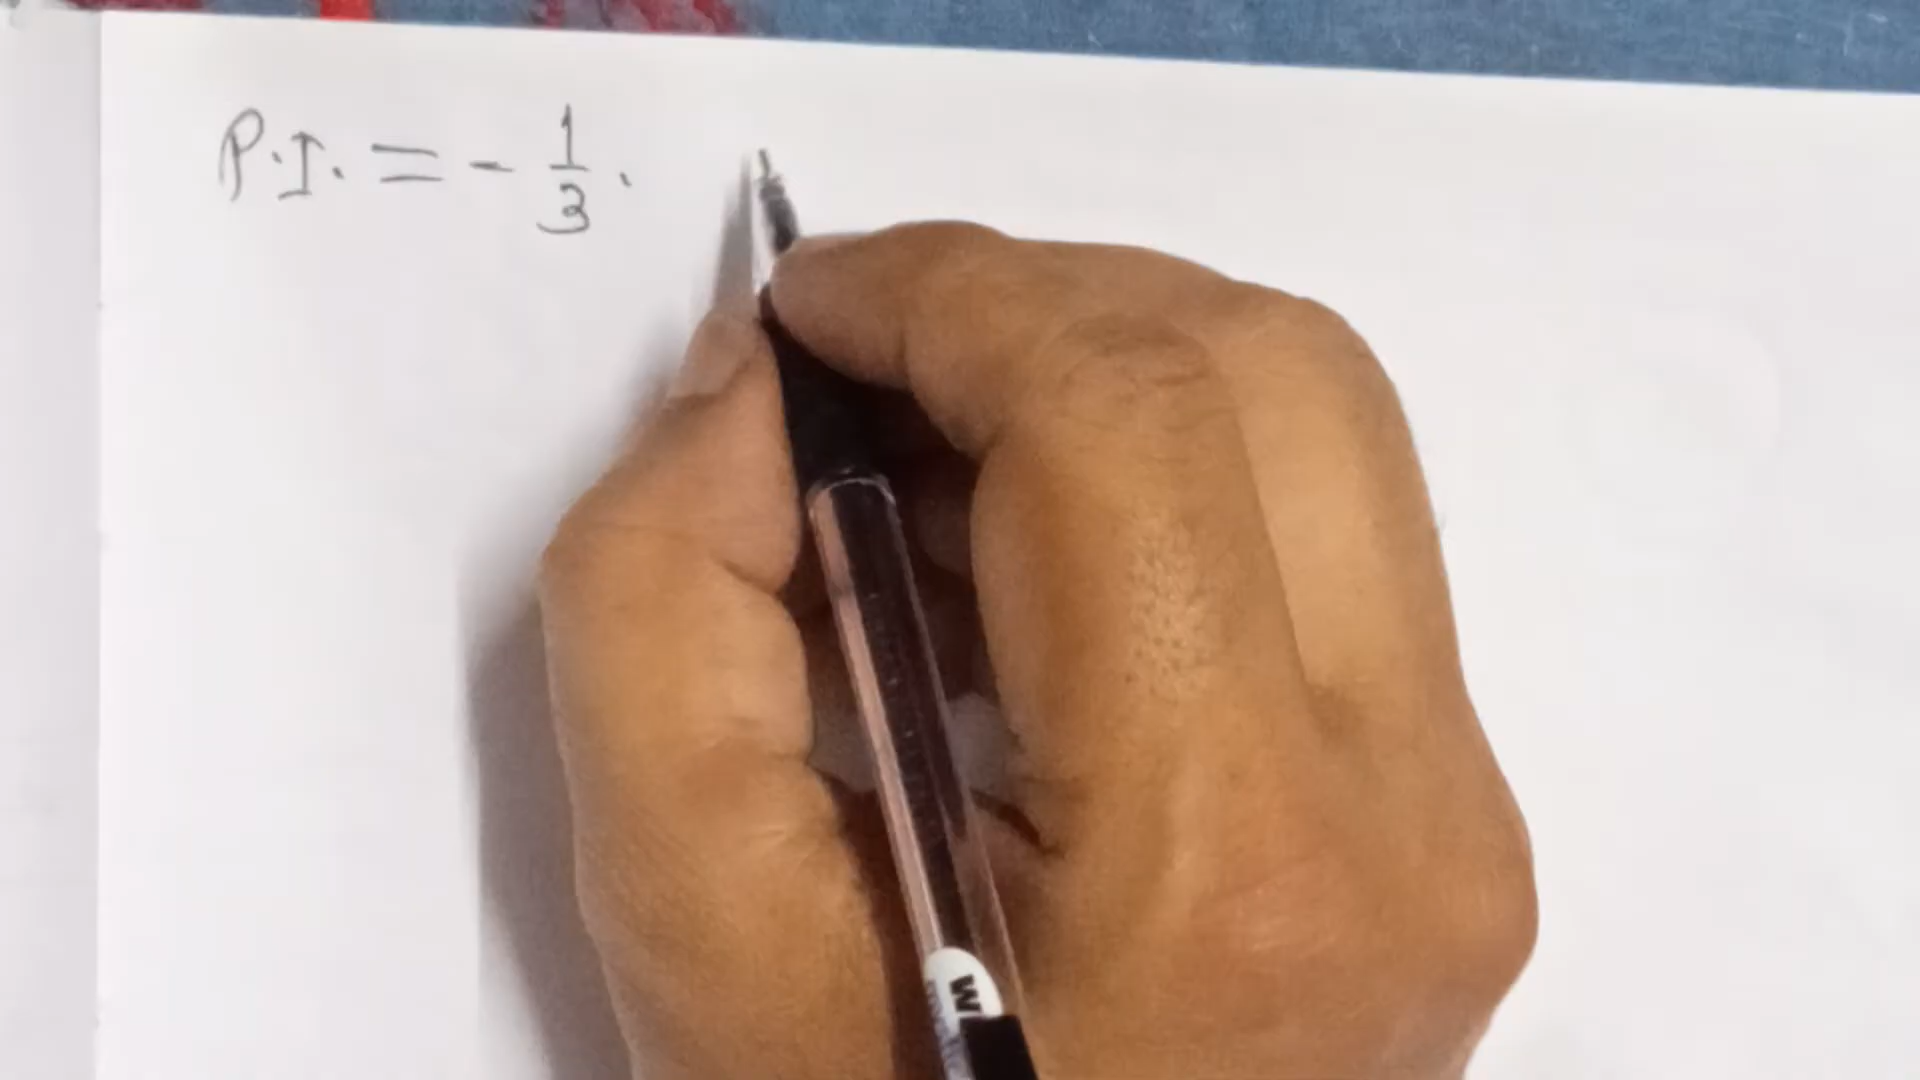 P.I. = - 1/3 .
W